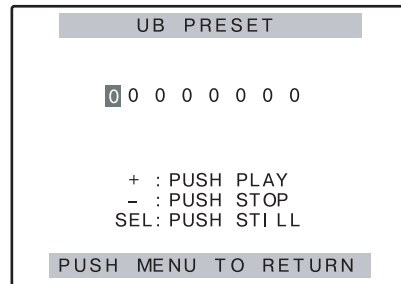 UB PRESET
0 0 0 0 0 0 0 0
+ : PUSH PLAY
– : PUSH STOP
SEL: PUSH STILL
PUSH MENU TO RETURN